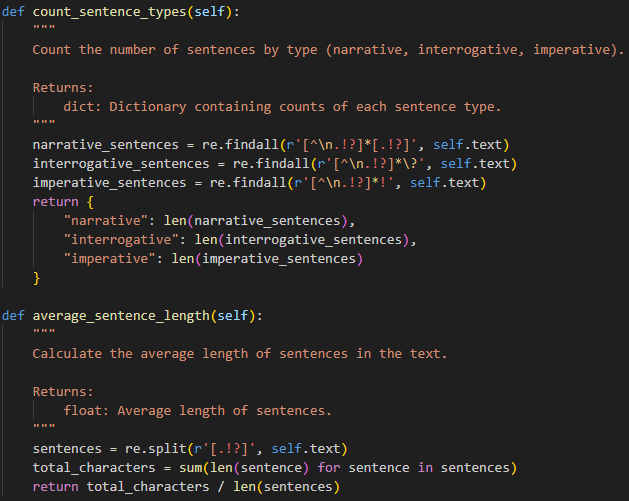 def count_sentence_types(self):
    """
    Count the number of sentences by type (narrative, interrogative, imperative).

    Returns:
        dict: Dictionary containing counts of each sentence type.
    """
    narrative_sentences = re.findall(r'[^\n.!?]*[.!?]', self.text)
    interrogative_sentences = re.findall(r'[^\n.!?]*\?', self.text)
    imperative_sentences = re.findall(r'[^\n.!?]*!', self.text)
    return {
        "narrative": len(narrative_sentences),
        "interrogative": len(interrogative_sentences),
        "imperative": len(imperative_sentences)
    }

def average_sentence_length(self):
    """
    Calculate the average length of sentences in the text.

    Returns:
        float: Average length of sentences.
    """
    sentences = re.split(r'[.!?]', self.text)
    total_characters = sum(len(sentence) for sentence in sentences)
    return total_characters / len(sentences)